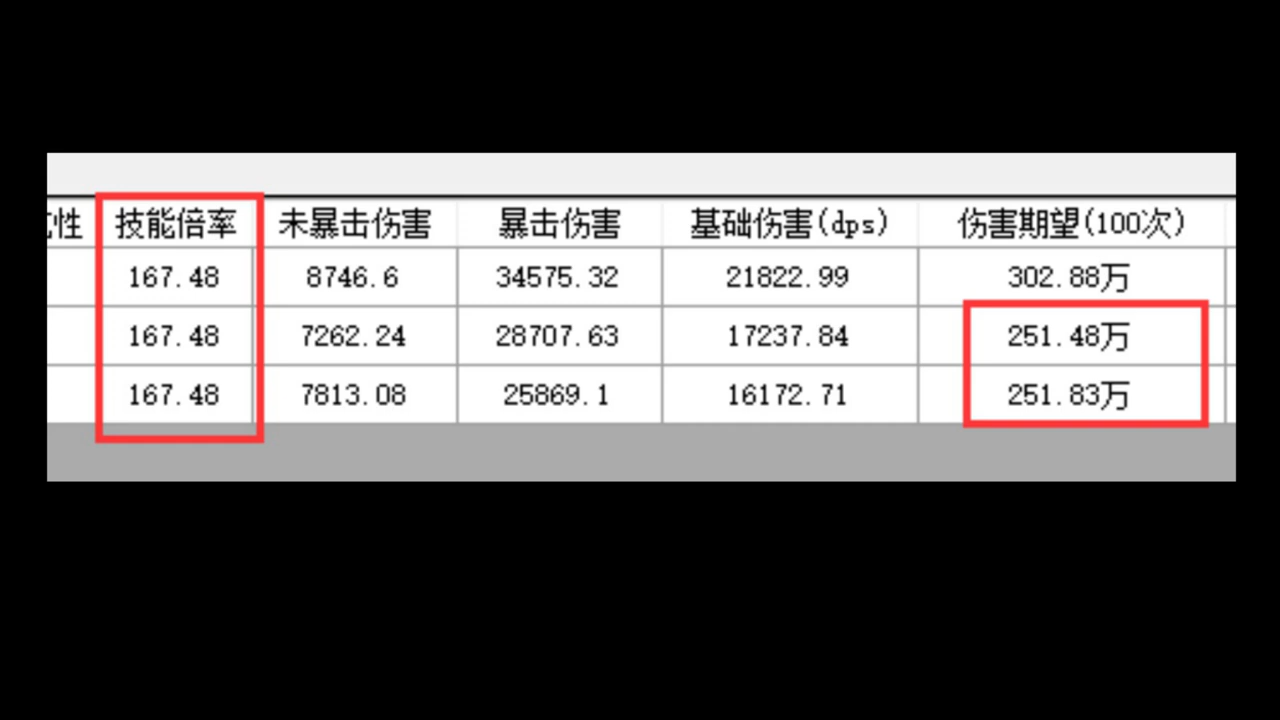 性 技能倍率 未暴击伤害 暴击伤害 基础伤害(dps) 伤害期望(100次)
167.48 8746.6 34575.32 21822.99 302.88万
167.48 7262.24 28707.63 17237.84 251.48万
167.48 7813.08 25869.1 16172.71 251.83万